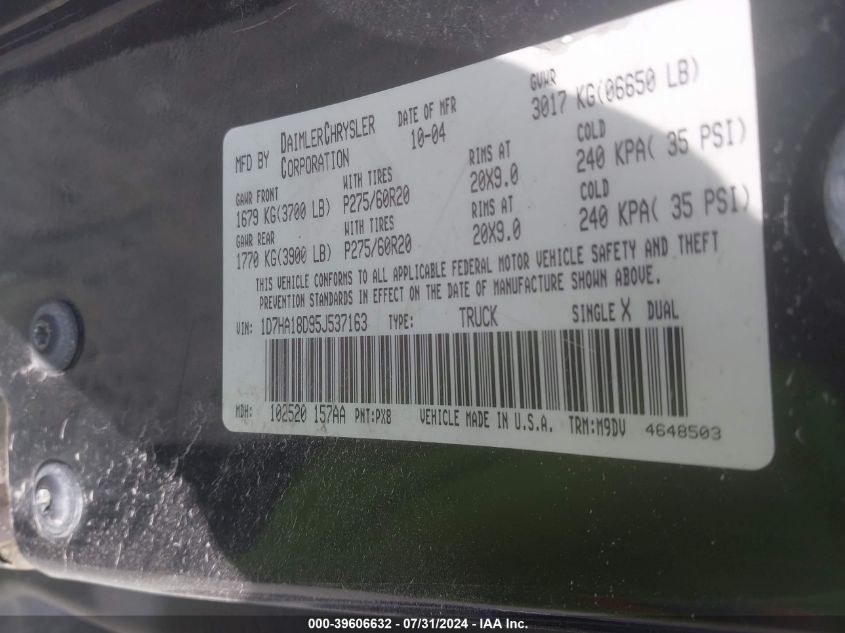 MFD BY DAIMLERCHRYSLER CORPORATION
DATE OF MFR 10-04
GVWR 3017 KG(06650 LB)
GAWR FRONT 1679 KG(3700 LB) WITH TIRES P275/60R20 RIMS AT 20X9.0 COLD 240 KPA( 35 PSI)
GAWR REAR 1770 KG(3900 LB) WITH TIRES P275/60R20 RIMS AT 20X9.0 COLD 240 KPA( 35 PSI)
THIS VEHICLE CONFORMS TO ALL APPLICABLE FEDERAL MOTOR VEHICLE SAFETY AND THEFT
PREVENTION STANDARDS IN EFFECT ON THE DATE OF MANUFACTURE SHOWN ABOVE.
VIN: 1D7HA18D95J537163 TYPE: TRUCK SINGLE X DUAL
MDH: 102520 157AA PNT:PX8 VEHICLE MADE IN U.S.A. TRM:M9DV 4648503
000-39606632 - 07/31/2024 - IAA Inc.